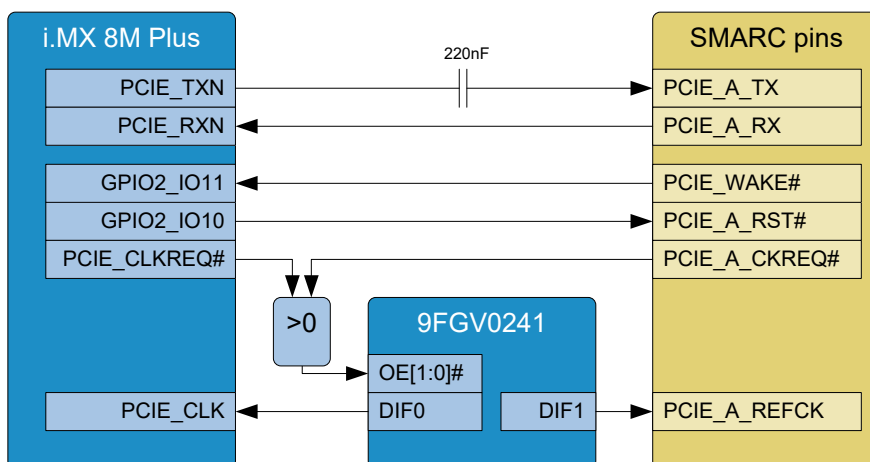 i.MX 8M Plus
SMARC pins
220nF
PCIE_TXN
PCIE_A_TX
PCIE_RXN
PCIE_A_RX
GPIO2_IO11
PCIE_WAKE#
GPIO2_IO10
PCIE_A_RST#
PCIE_CLKREQ#
PCIE_A_CKREQ#
>0
9FGV0241
OE[1:0]#
PCIE_CLK
DIF0
DIF1
PCIE_A_REFCK